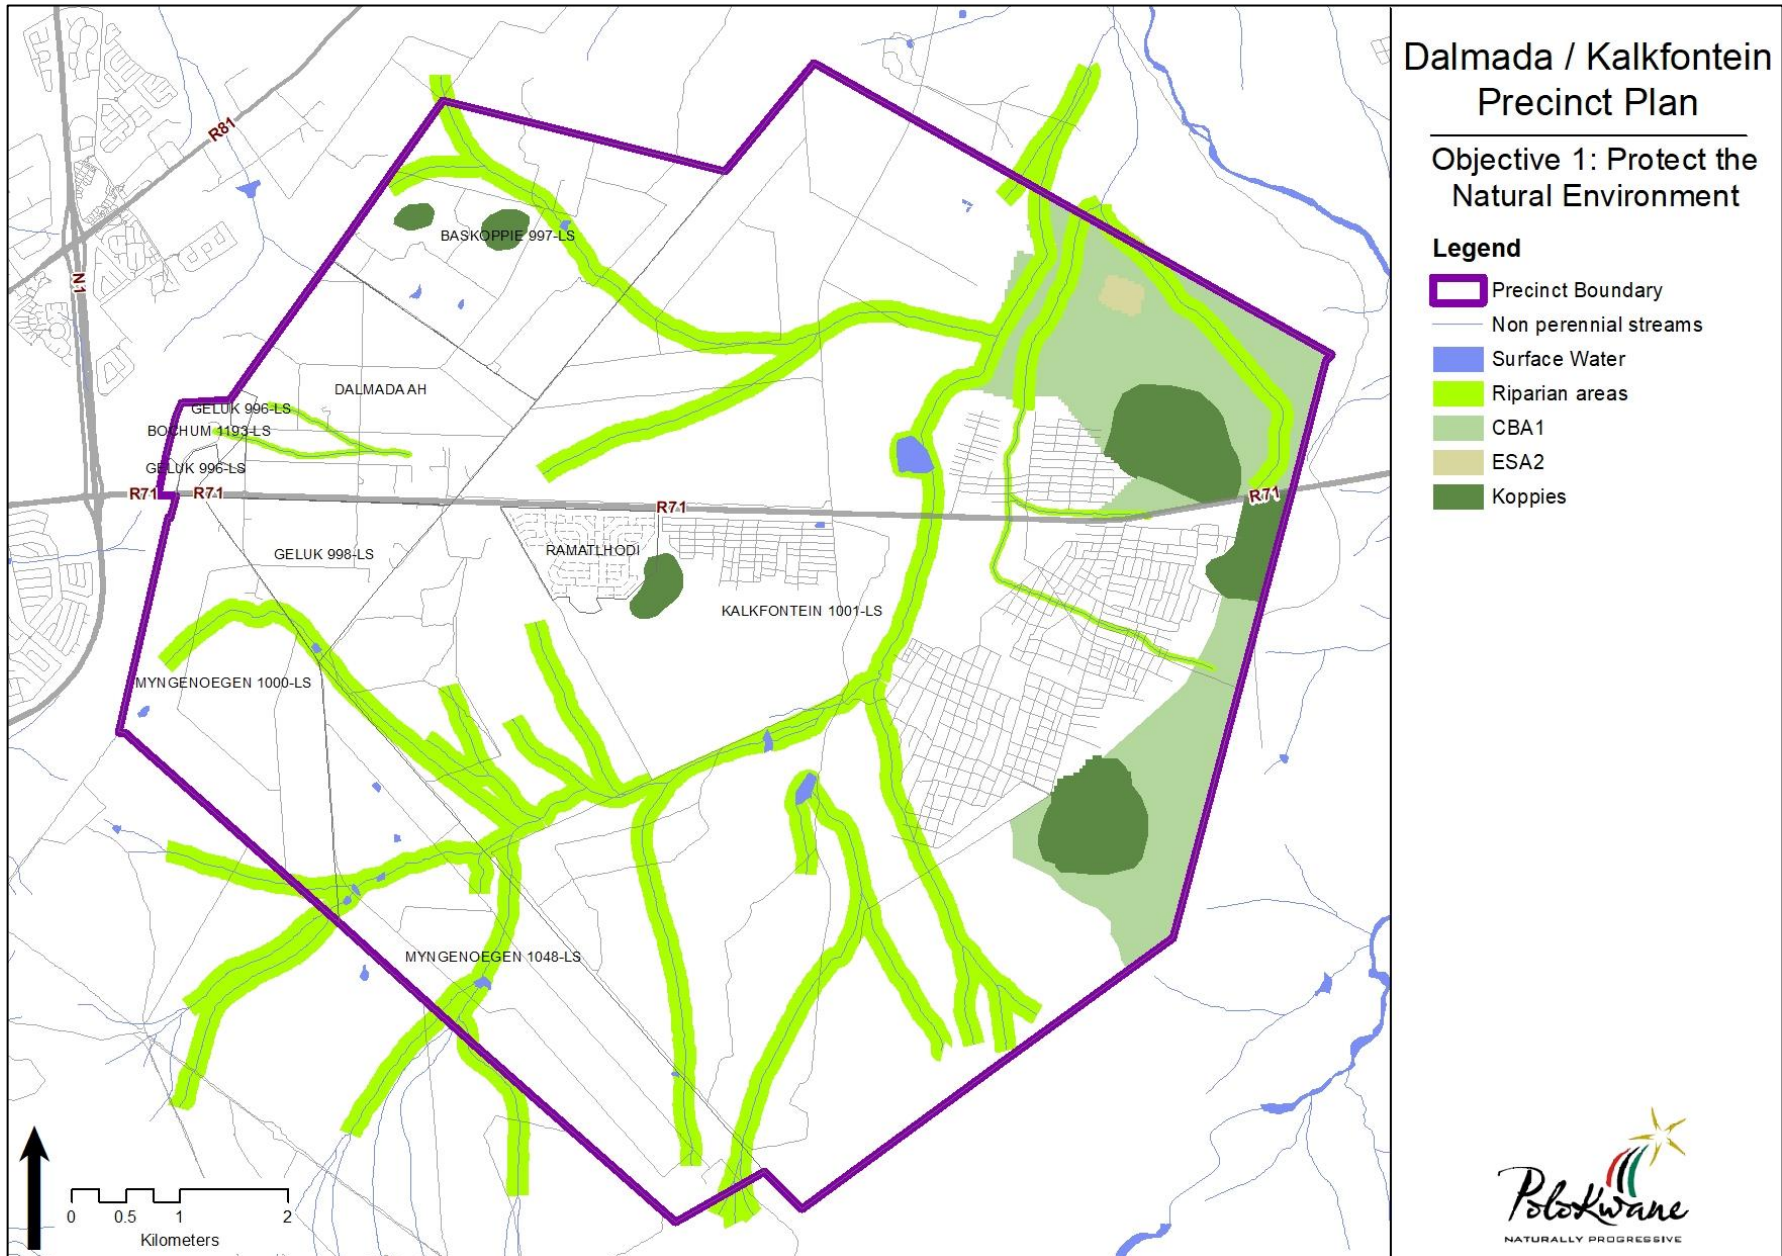 Dalmada / Kalkfontein
Precinct Plan
Objective 1: Protect the
Natural Environment
Legend
Precinct Boundary
Non perennial streams
Surface Water
Riparian areas
CBA1
ESA2
Koppies
R81
N1
BASKOPPIE 997-LS
DALMADA AH
GELUK 996-LS
BOCHUM 1193-LS
GELUK 996-LS
R71
R71
R71
R71
GELUK 998-LS
RAMATLHODI
KALKFONTEIN 1001-LS
MYNGENOEGEN 1000-LS
MYNGENOEGEN 1048-LS
0 0.5 1 2
Kilometers
Polokwane
NATURALLY PROGRESSIVE